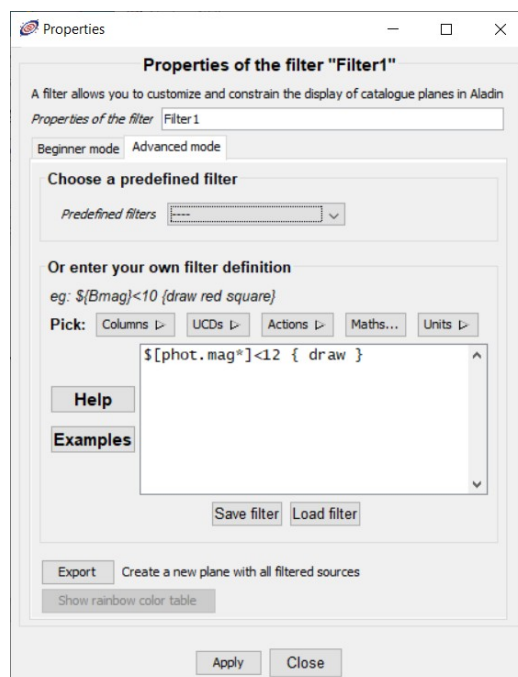 Properties
Properties of the filter "Filter1"
A filter allows you to customize and constrain the display of catalogue planes in Aladin
Properties of the filter Filter1
Beginner mode Advanced mode
Choose a predefined filter
Predefined filters ----
Or enter your own filter definition
eg: ${Bmag}<10 {draw red square}
Pick: Columns ▷ UCDs ▷ Actions ▷ Maths... Units ▷
$[phot.mag*]<12 { draw }
Help
Examples
Save filter Load filter
Export Create a new plane with all filtered sources
Show rainbow color table
Apply Close